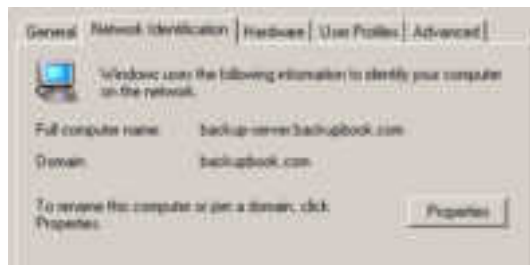 General Network Identification Hardware User Profiles Advanced
Windows uses the following information to identify your computer
on the network.
Full computer name: backup-server.backupbook.com
Domain: backupbook.com
To rename this computer or join a domain, click
Properties.
Properties